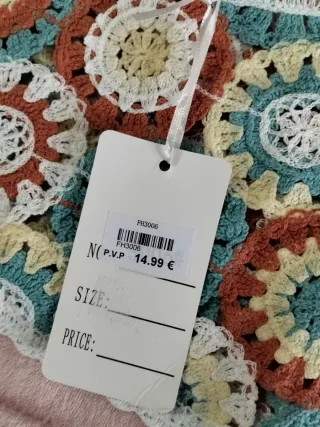 FH3006
FH3006
P.V.P 14.99 €
SIZE:
PRICE: